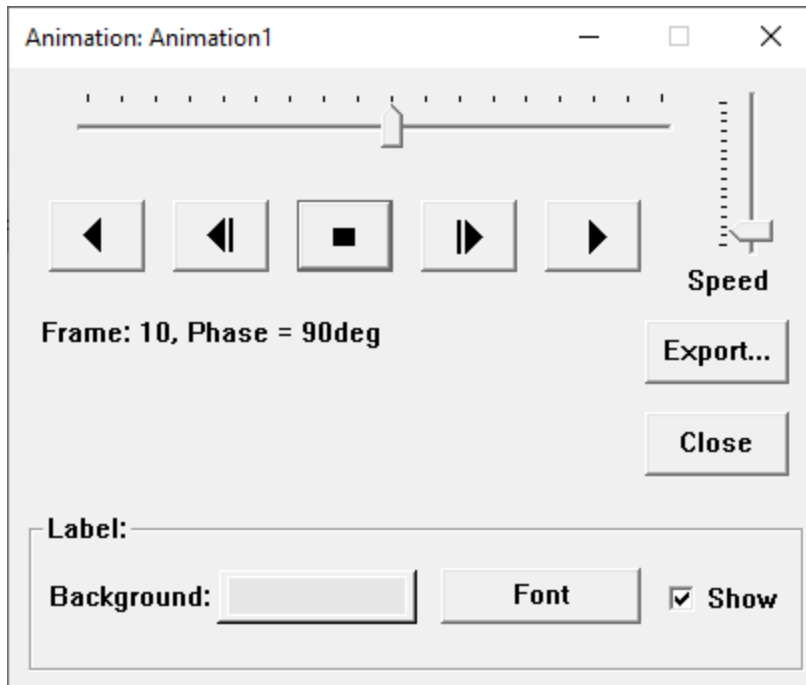 Animation: Animation1
Speed
Frame: 10, Phase = 90deg
Export...
Close
Label:
Background:
Font
Show